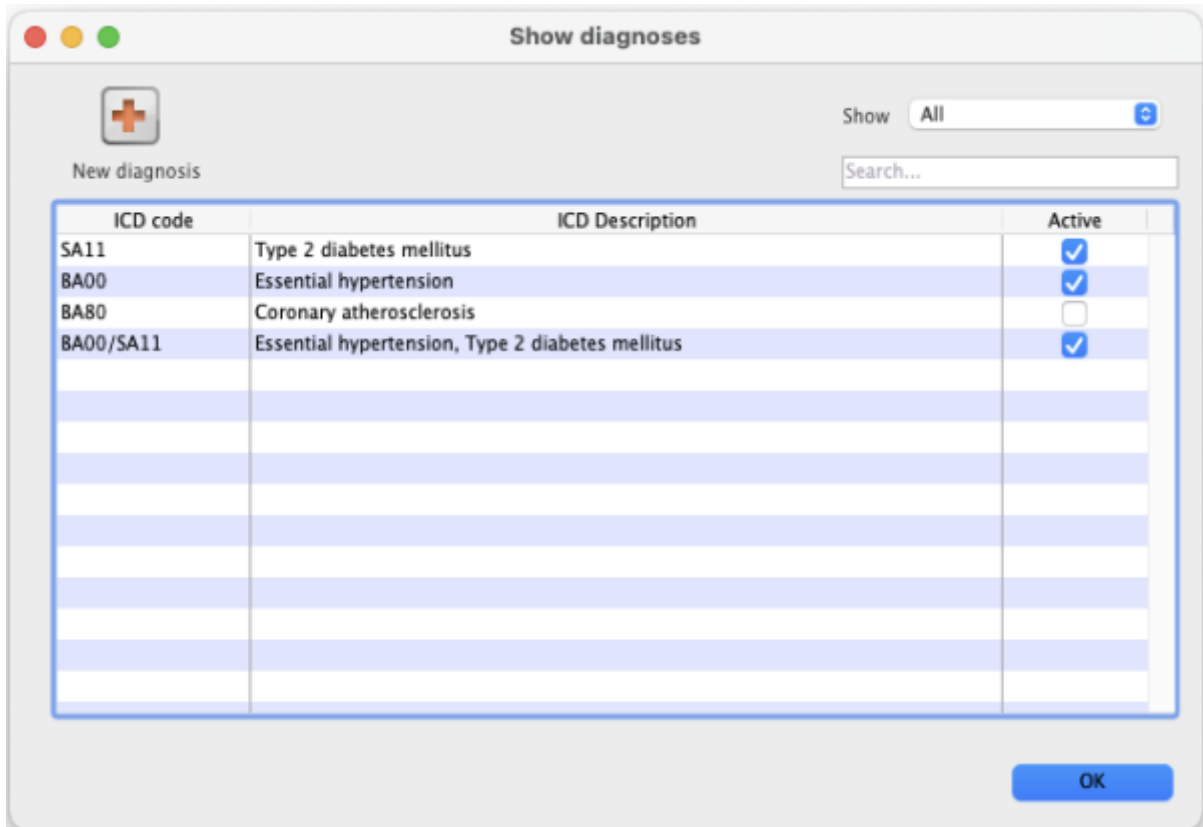 Show diagnoses
Show All
New diagnosis
Search...
ICD code ICD Description Active
SA11 Type 2 diabetes mellitus
BA00 Essential hypertension
BA80 Coronary atherosclerosis
BA00/SA11 Essential hypertension, Type 2 diabetes mellitus
OK